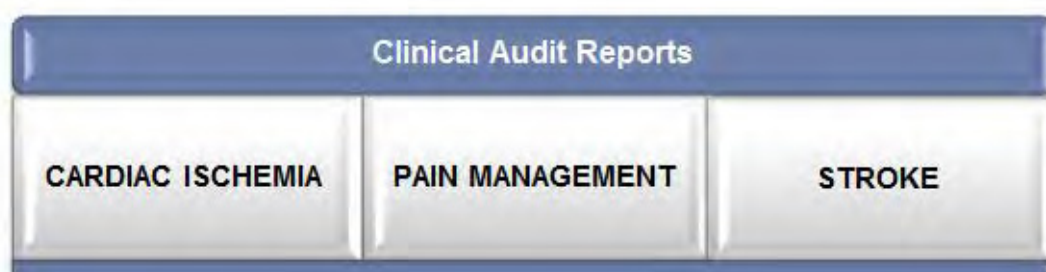 Clinical Audit Reports
CARDIAC ISCHEMIA
PAIN MANAGEMENT
STROKE